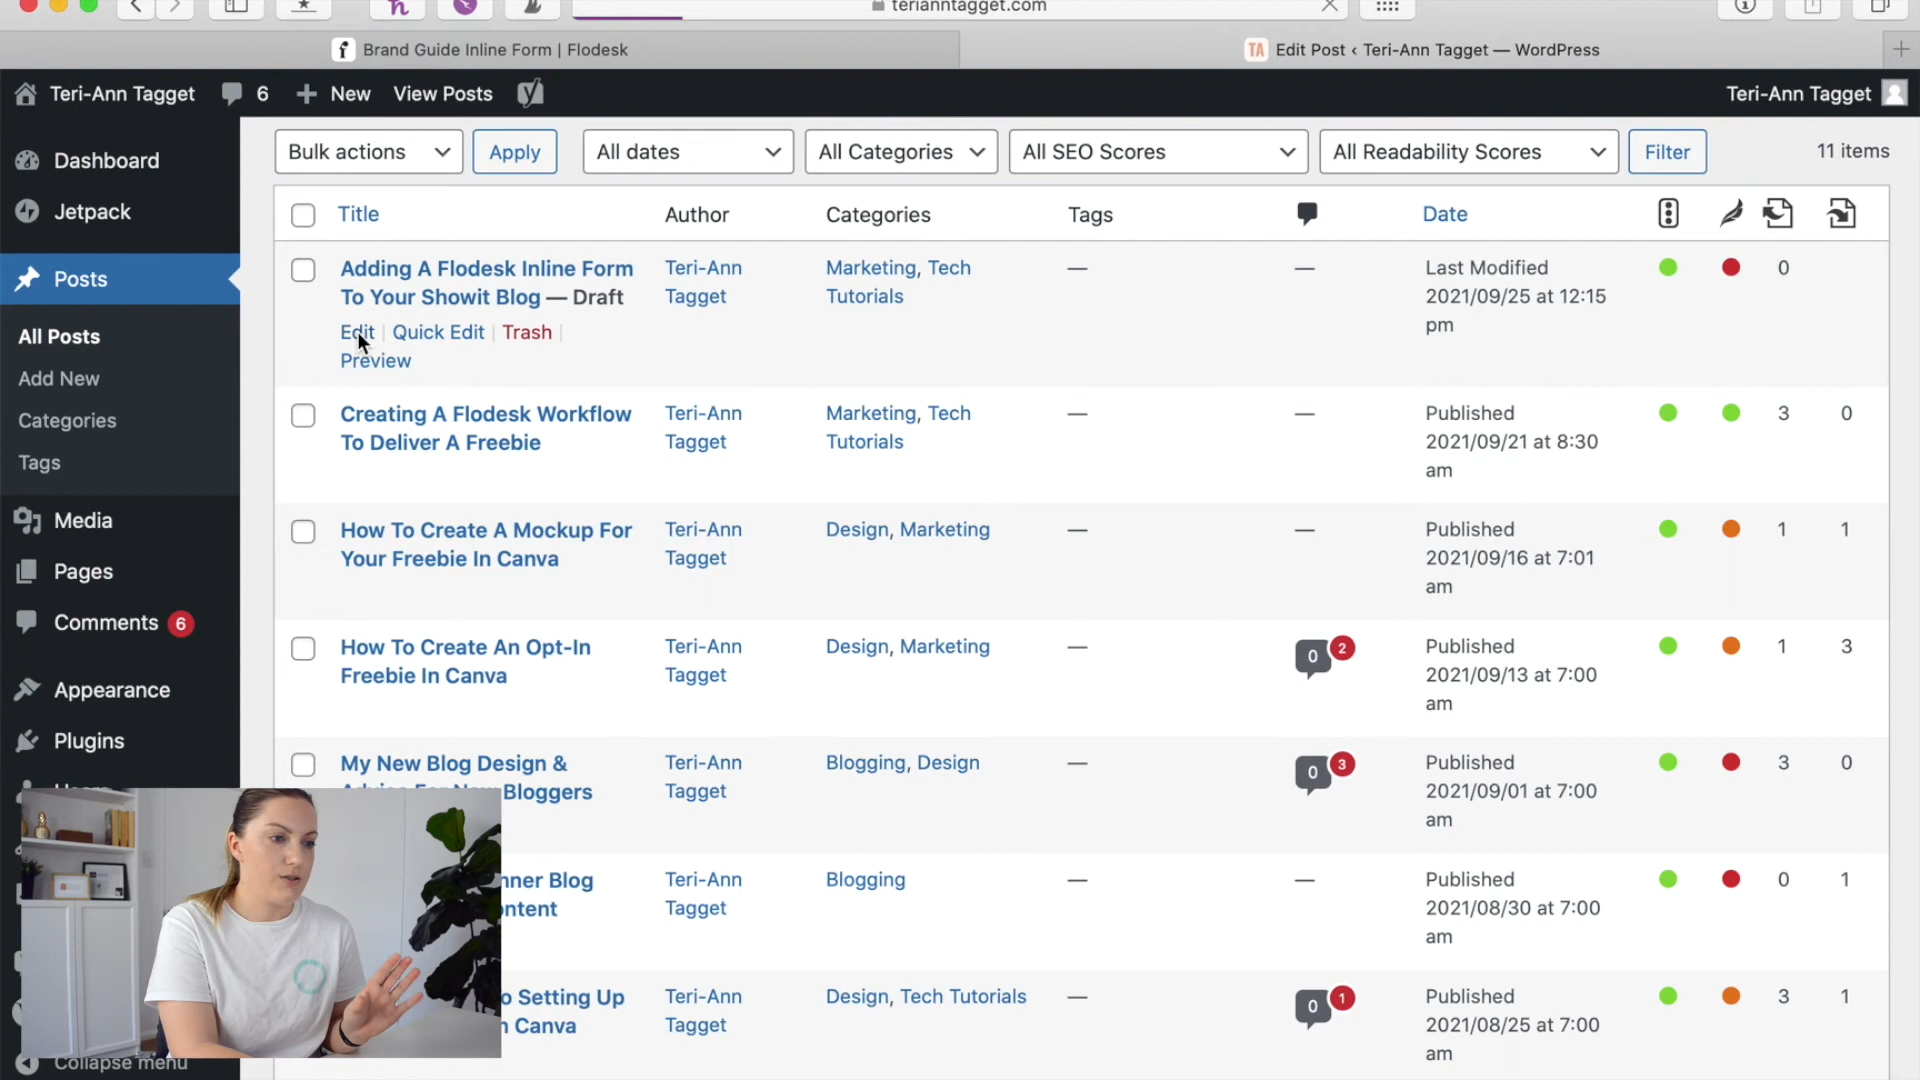 terianntagget.com
Brand Guide Inline Form | Flodesk
TA Edit Post ‹ Teri-Ann Tagget — WordPress
Teri-Ann Tagget 6 New View Posts Teri-Ann Tagget
Dashboard
Jetpack
Posts
All Posts
Add New
Categories
Tags
Media
Pages
Comments 6
Appearance
Plugins
Collapse menu
Bulk actions Apply All dates All Categories All SEO Scores All Readability Scores Filter 11 items
Title Author Categories Tags Date
Adding A Flodesk Inline Form
To Your Showit Blog — Draft
Edit | Quick Edit | Trash |
Preview
Teri-Ann
Tagget
Marketing, Tech
Tutorials
—
—
Last Modified
2021/09/25 at 12:15
pm
0
Creating A Flodesk Workflow
To Deliver A Freebie
Teri-Ann
Tagget
Marketing, Tech
Tutorials
—
—
Published
2021/09/21 at 8:30
am
3 0
How To Create A Mockup For
Your Freebie In Canva
Teri-Ann
Tagget
Design, Marketing
—
—
Published
2021/09/16 at 7:01
am
1 1
How To Create An Opt-In
Freebie In Canva
Teri-Ann
Tagget
Design, Marketing
—
0 2
Published
2021/09/13 at 7:00
am
1 3
My New Blog Design &
Bloggers
Teri-Ann
Tagget
Blogging, Design
—
0 3
Published
2021/09/01 at 7:00
am
3 0
nner Blog
ntent
Teri-Ann
Tagget
Blogging
—
—
Published
2021/08/30 at 7:00
am
0 1
o Setting Up
n Canva
Teri-Ann
Tagget
Design, Tech Tutorials
—
0 1
Published
2021/08/25 at 7:00
am
3 1